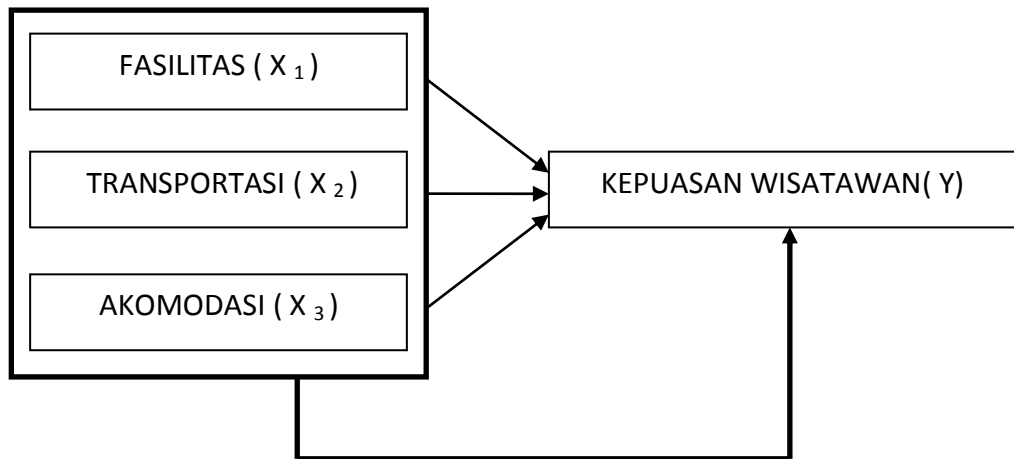 FASILITAS ( X 1 )
TRANSPORTASI ( X 2 )
KEPUASAN WISATAWAN( Y)
AKOMODASI ( X 3 )